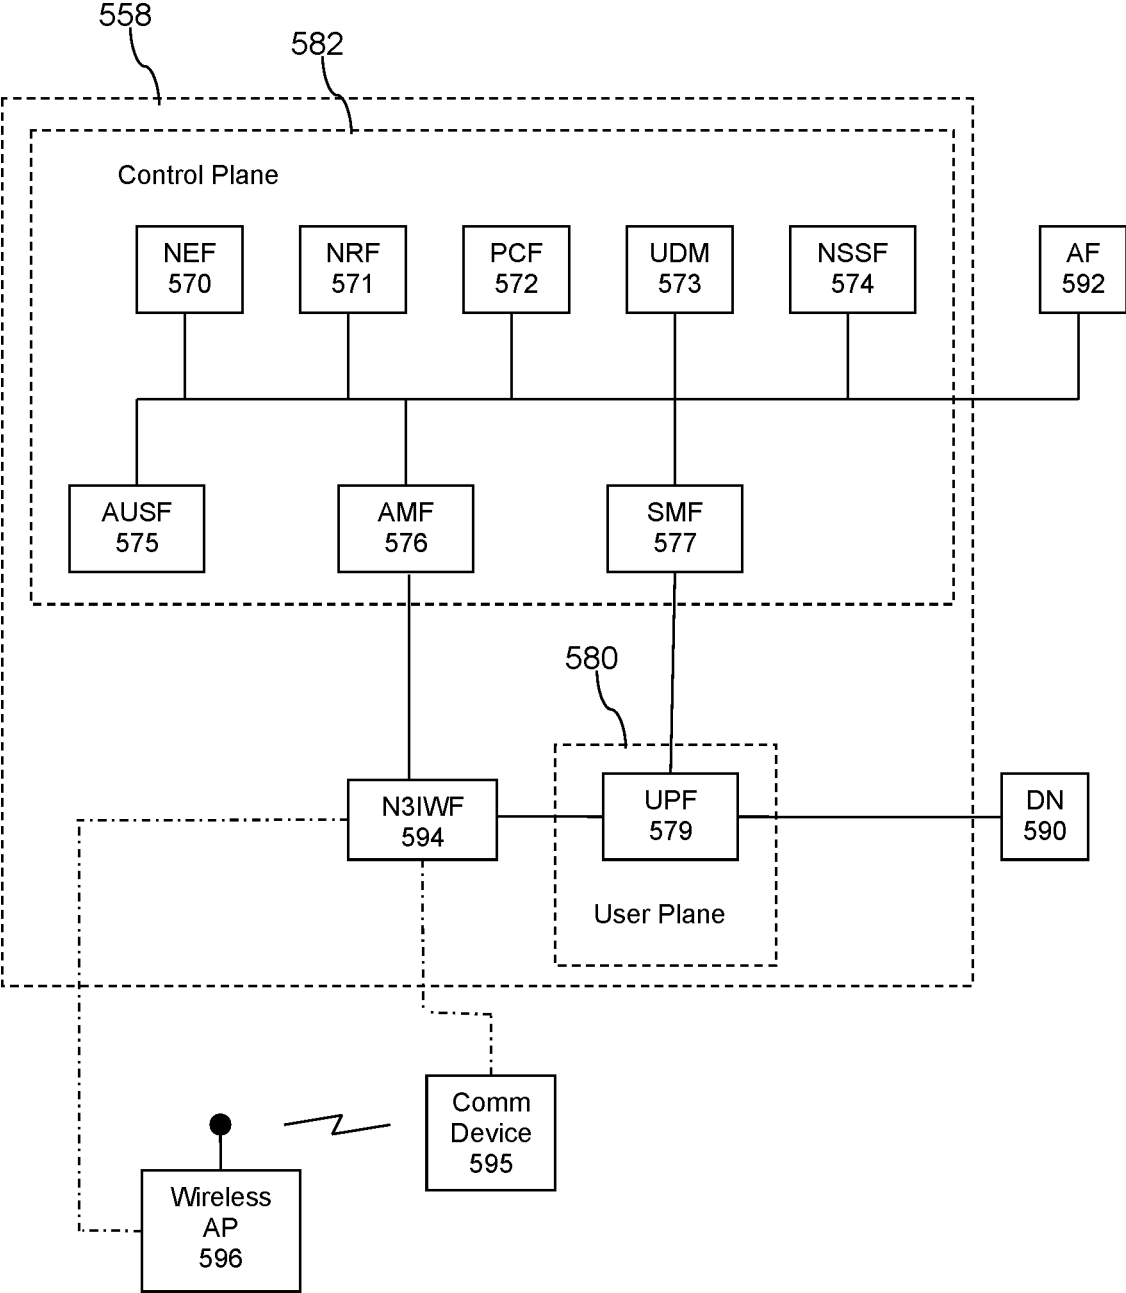 558
582
Control Plane
NEF
570
NRF
571
PCF
572
UDM
573
NSSF
574
AF
592
AUSF
575
AMF
576
SMF
577
580
N3IWF
594
UPF
579
DN
590
User Plane
Comm
Device
595
Wireless
AP
596